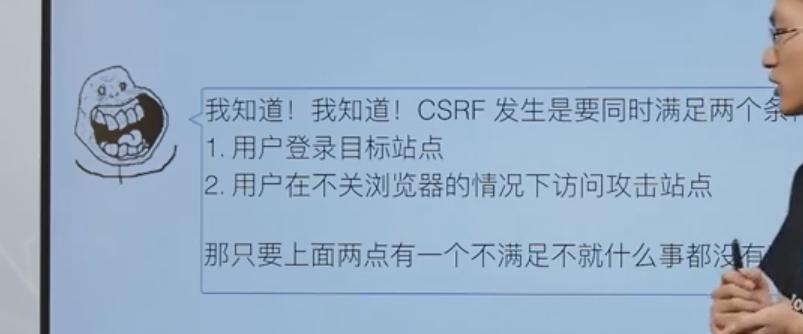 我知道！我知道！CSRF 发生是要同时满足两个条
1. 用户登录目标站点
2. 用户在不关浏览器的情况下访问攻击站点
那只要上面两点有一个不满足不就什么事都没有